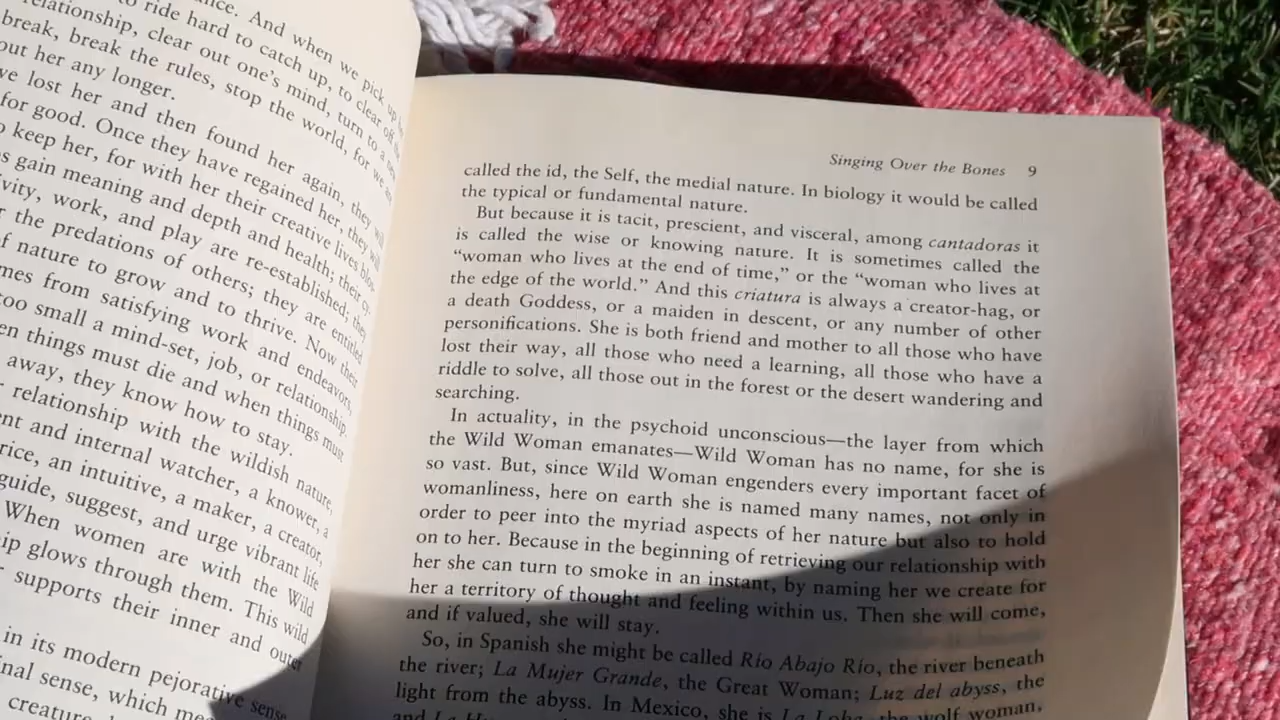 ance. And when we pick up
to ride hard to catch up, to clear off the
relationship, clear out one's mind, turn to a
break, break the rules, stop the world, for we
out her any longer.
ve lost her and then found her again, they will
for good. Once they have regained her, they will
o keep her, for with her their creative lives
s gain meaning and depth and health; their cy-
ivity, work, and play are re-established; the
r the predations of others; they are entitled
f nature to grow and to thrive. Now their
mes from satisfying work and endeavors,
too small a mind-set, job, or relationship.
en things must die and when things must
away, they know how to stay.
r relationship with the wildish nature,
ent and internal watcher, a knower, a
rice, an intuitive, a maker, a creator,
guide, suggest, and urge vibrant life
When women are with the Wild
ip glows through them. This wild
r supports their inner and outer
in its modern pejorative sense
inal sense, which
creature
Singing Over the Bones 9
called the id, the Self, the medial nature. In biology it would be called
the typical or fundamental nature.
But because it is tacit, prescient, and visceral, among cantadoras it
is called the wise or knowing nature. It is sometimes called the
“woman who lives at the end of time,” or the “woman who lives at
the edge of the world.” And this criatura is always a creator-hag, or
a death Goddess, or a maiden in descent, or any number of other
personifications. She is both friend and mother to all those who have
lost their way, all those who need a learning, all those who have a
riddle to solve, all those out in the forest or the desert wandering and
searching.
In actuality, in the psychoid unconscious—the layer from which
the Wild Woman emanates—Wild Woman has no name, for she is
so vast. But, since Wild Woman engenders every important facet of
womanliness, here on earth she is named many names, not only in
order to peer into the myriad aspects of her nature but also to hold
on to her. Because in the beginning of retrieving our relationship with
her she can turn to smoke in an instant, by naming her we create for
her a territory of thought and feeling within us. Then she will come,
and if valued, she will stay.
So, in Spanish she might be called Río Abajo Río, the river beneath
the river; La Mujer Grande, the Great Woman; Luz del abyss, the
light from the abyss. In Mexico, she is La Loba, the wolf woman,
and La